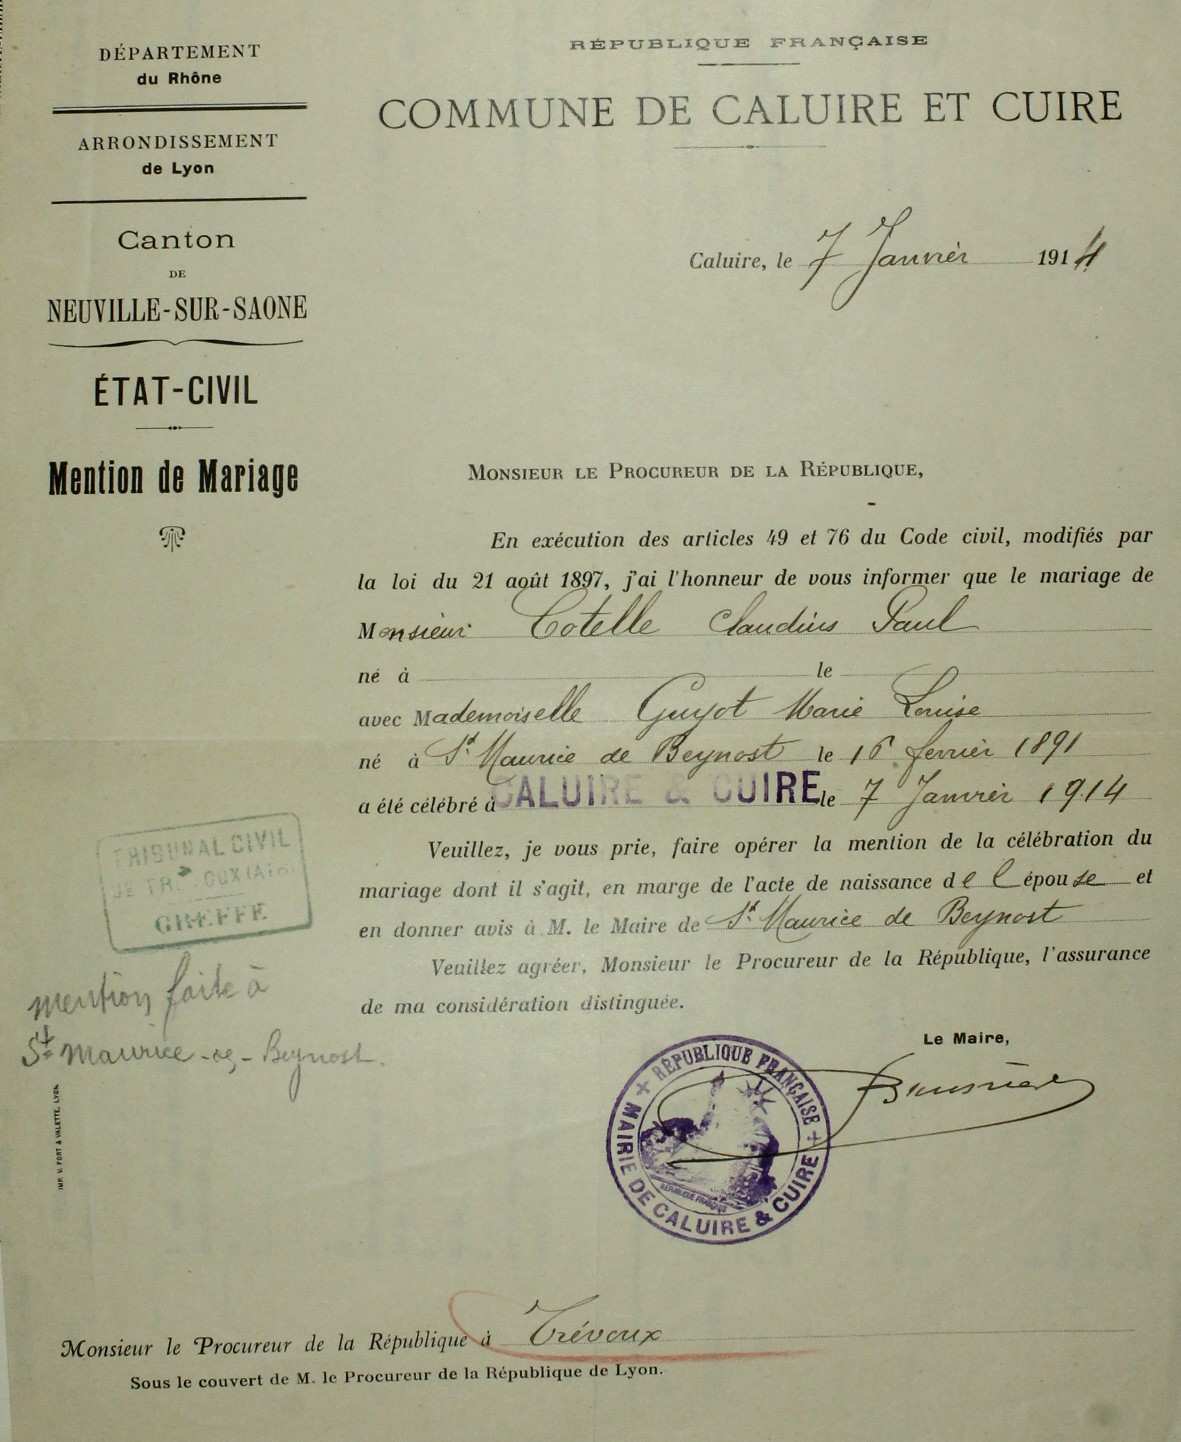 DÉPARTEMENT
du Rhône
ARRONDISSEMENT
de Lyon
Canton
DE
NEUVILLE-SUR-SAONE
ÉTAT-CIVIL
Mention de Mariage
RÉPUBLIQUE FRANÇAISE
COMMUNE DE CALUIRE ET CUIRE
Caluire, le 7 Janvier 1914
MONSIEUR LE PROCUREUR DE LA RÉPUBLIQUE,
En exécution des articles 49 et 76 du Code civil, modifiés par
la loi du 21 août 1897, j'ai l'honneur de vous informer que le mariage de
Monsieur Cotelle Claudius Paul
né à le
avec Mademoiselle Guyot Marie Louise
né à St Maurice de Beynost le 16 fevrier 1891
a été célébré à CALUIRE & CUIRE le 7 Janvier 1914
Veuillez, je vous prie, faire opérer la mention de la célébration du
mariage dont il s'agit, en marge de l'acte de naissance de l épouse et
en donner avis à M. le Maire de St Maurice de Beynost
Veuillez agréer, Monsieur le Procureur de la République, l'assurance
de ma considération distinguée.
TRIBUNAL CIVIL
GREFFE
mention faite à
St Maurice-de-Beynost.
IMP. V. FORT & VALETTE, LYON
Le Maire,
RÉPUBLIQUE FRANÇAISE
MAIRIE DE CALUIRE & CUIRE
RÉPUBLIQUE FRANÇAISE
Monsieur le Procureur de la République à Trévoux
Sous le couvert de M. le Procureur de la République de Lyon.